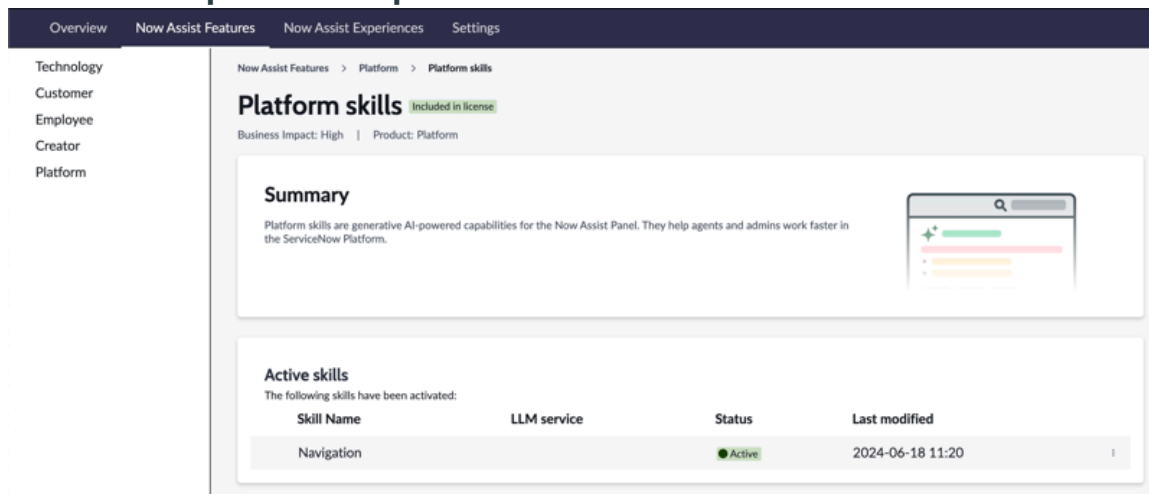 Overview Now Assist Features Now Assist Experiences Settings
Technology
Customer
Employee
Creator
Platform
Now Assist Features > Platform > Platform skills
Platform skills Included in license
Business Impact: High | Product: Platform
Summary
Platform skills are generative AI-powered capabilities for the Now Assist Panel. They help agents and admins work faster in
the ServiceNow Platform.
Active skills
The following skills have been activated:
Skill Name LLM service Status Last modified
Navigation Active 2024-06-18 11:20